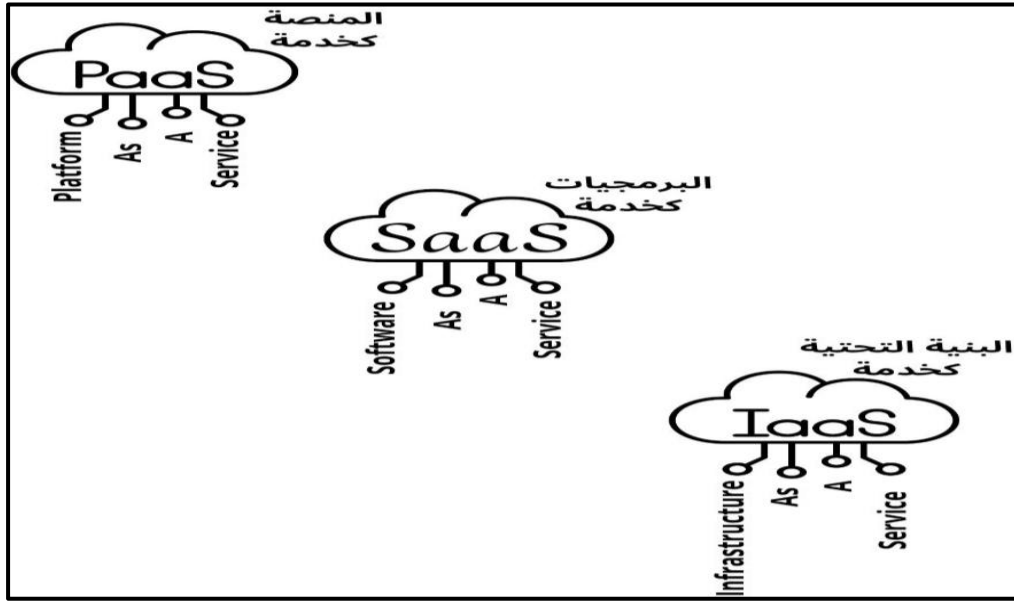 المنصة
كخدمة
PaaS
Platform As A Service
البرمجيات
كخدمة
SaaS
Software As A Service
البنية التحتية
كخدمة
IaaS
Infrastructure As A Service